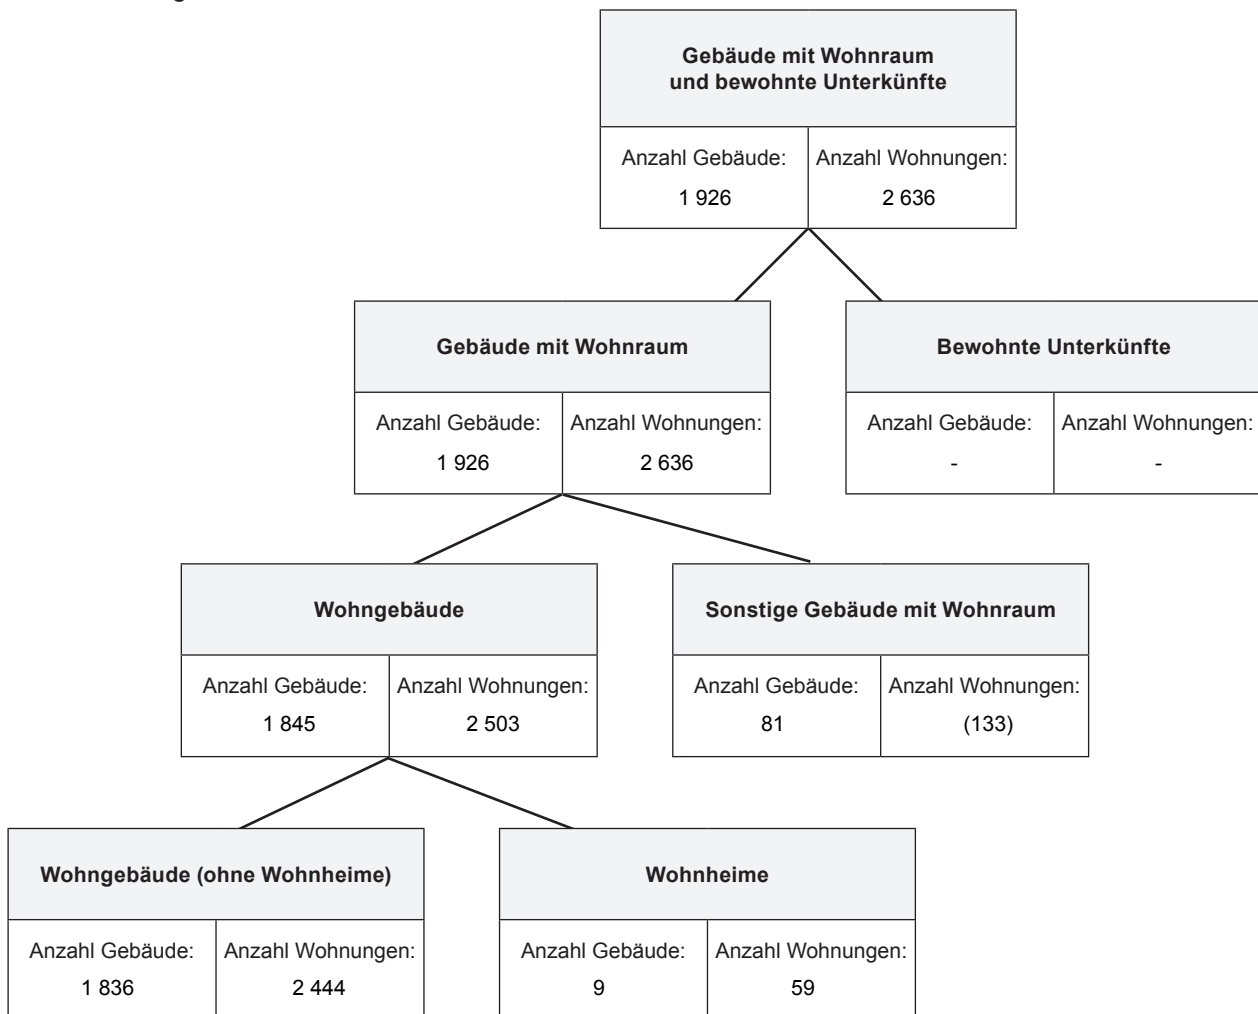 Gebäude mit Wohnraum
und bewohnte Unterkünfte
Anzahl Gebäude: Anzahl Wohnungen:
1 926 2 636
Gebäude mit Wohnraum
Anzahl Gebäude: Anzahl Wohnungen:
1 926 2 636
Bewohnte Unterkünfte
Anzahl Gebäude: Anzahl Wohnungen:
- -
Wohngebäude
Anzahl Gebäude: Anzahl Wohnungen:
1 845 2 503
Sonstige Gebäude mit Wohnraum
Anzahl Gebäude: Anzahl Wohnungen:
81 (133)
Wohngebäude (ohne Wohnheime)
Anzahl Gebäude: Anzahl Wohnungen:
1 836 2 444
Wohnheime
Anzahl Gebäude: Anzahl Wohnungen:
9 59